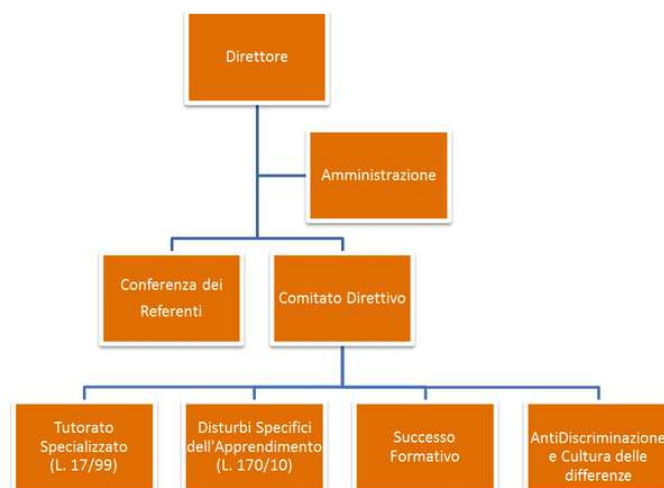 Direttore
Amministrazione
Conferenza dei
Referenti
Comitato Direttivo
Tutorato
Specializzato
(L. 17/99)
Disturbi Specifici
dell'Apprendimento
(L. 170/10)
Successo
Formativo
AntiDiscriminazione
e Cultura delle
differenze